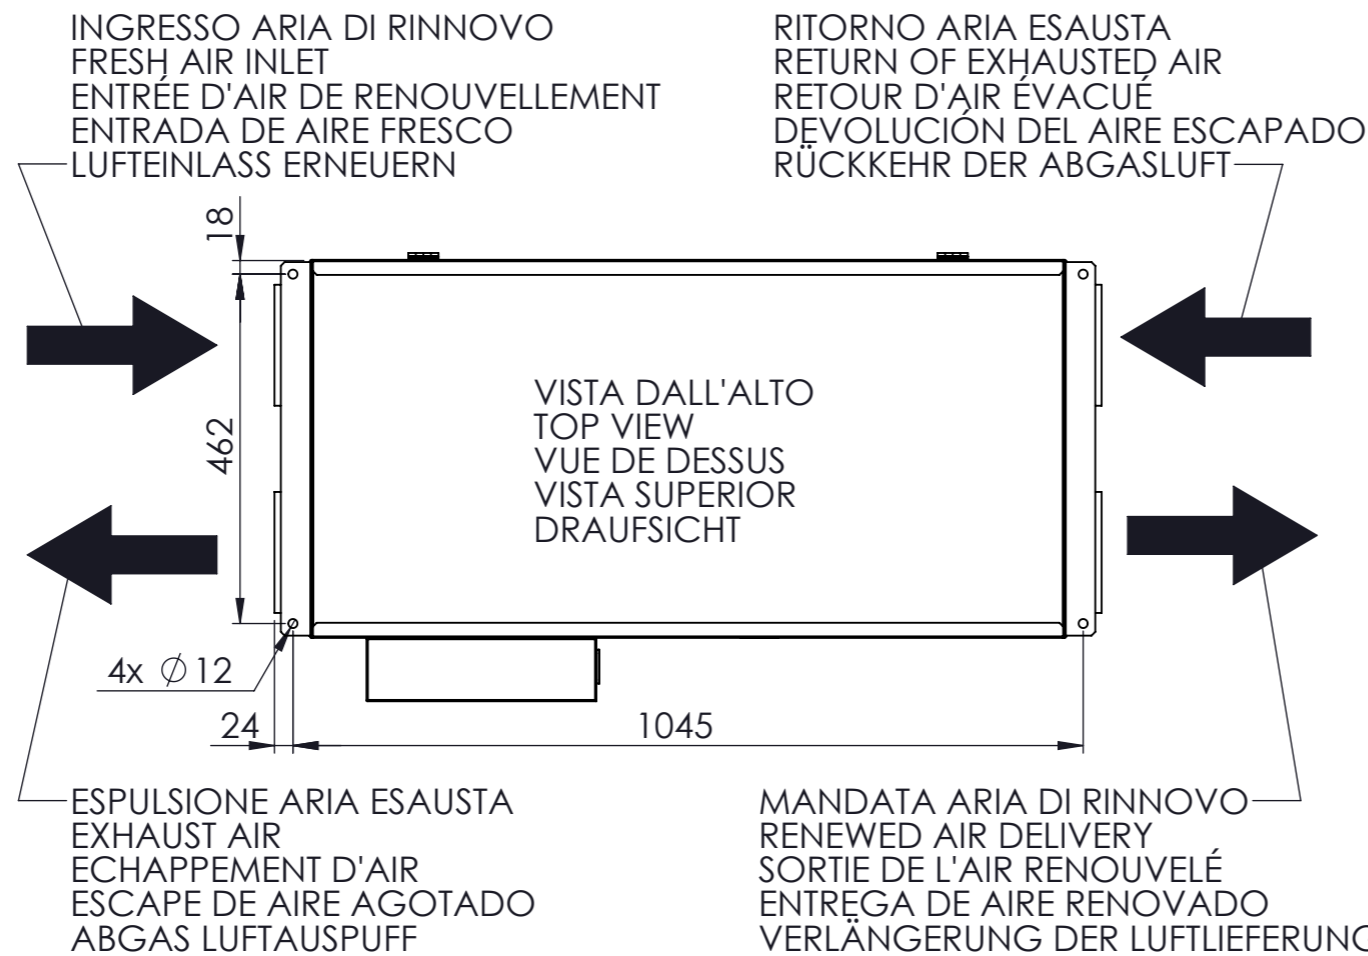 INGRESSO ARIA DI RINNOVO
FRESH AIR INLET
ENTRÉE D'AIR DE RENOUVELLEMENT
ENTRADA DE AIRE FRESCO
LUFTEINLASS ERNEUERN
RITORNO ARIA ESAUSTA
RETURN OF EXHAUSTED AIR
RETOUR D'AIR ÉVACUÉ
DEVOLUCIÓN DEL AIRE ESCAPADO
RÜCKKEHR DER ABGASLUFT
18
462
VISTA DALL'ALTO
TOP VIEW
VUE DE DESSUS
VISTA SUPERIOR
DRAUFSICHT
4x ∅12
24
1045
ESPULSIONE ARIA ESAUSTA
EXHAUST AIR
ECHAPPEMENT D'AIR
ESCAPE DE AIRE AGOTADO
ABGAS LUFTAUSPUFF
MANDATA ARIA DI RINNOVO
RENEWED AIR DELIVERY
SORTIE DE L'AIR RENOUVELÉ
ENTREGA DE AIRE RENOVADO
VERLÄNGERUNG DER LUFTLIEFERUNG